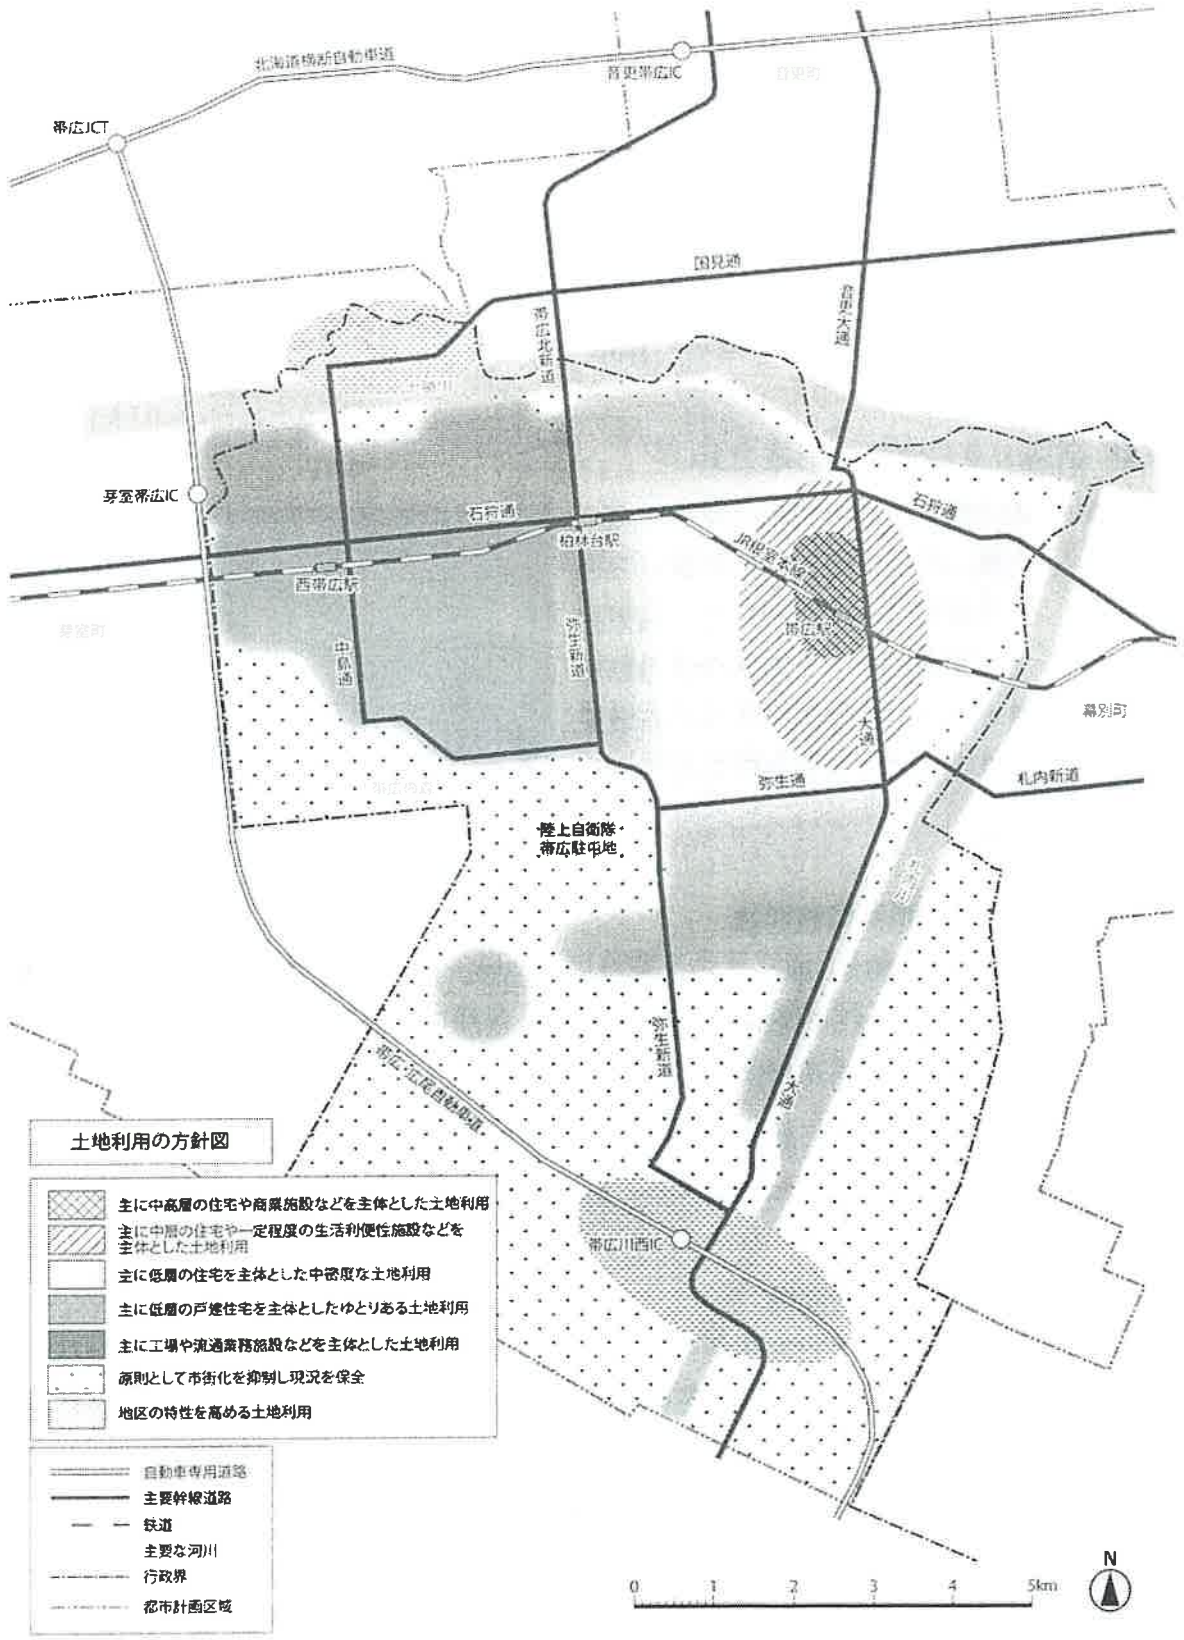 北海道横断自動車道
音更帯広IC
音更町
帯広JCT
国見通
帯広北新道
音更大通
芽室帯広IC
石狩通
石狩通
柏林台駅
JR根室本線
西帯広駅
帯広駅
芽室町
中島通
弥生新道
大通
幕別町
弥生通
札内新道
陸上自衛隊
帯広駐屯地
弥生新道
帯広・広尾自動車道
大通
帯広川西IC
土地利用の方針図
主に中高層の住宅や商業施設などを主体とした土地利用
主に中層の住宅や一定程度の生活利便性施設などを
主体とした土地利用
主に低層の住宅を主体とした中密度な土地利用
主に低層の戸建住宅を主体としたゆとりある土地利用
主に工場や流通業務施設などを主体とした土地利用
原則として市街化を抑制し現況を保全
地区の特性を高める土地利用
自動車専用道路
主要幹線道路
鉄道
主要な河川
行政界
都市計画区域
0 1 2 3 4 5km
N